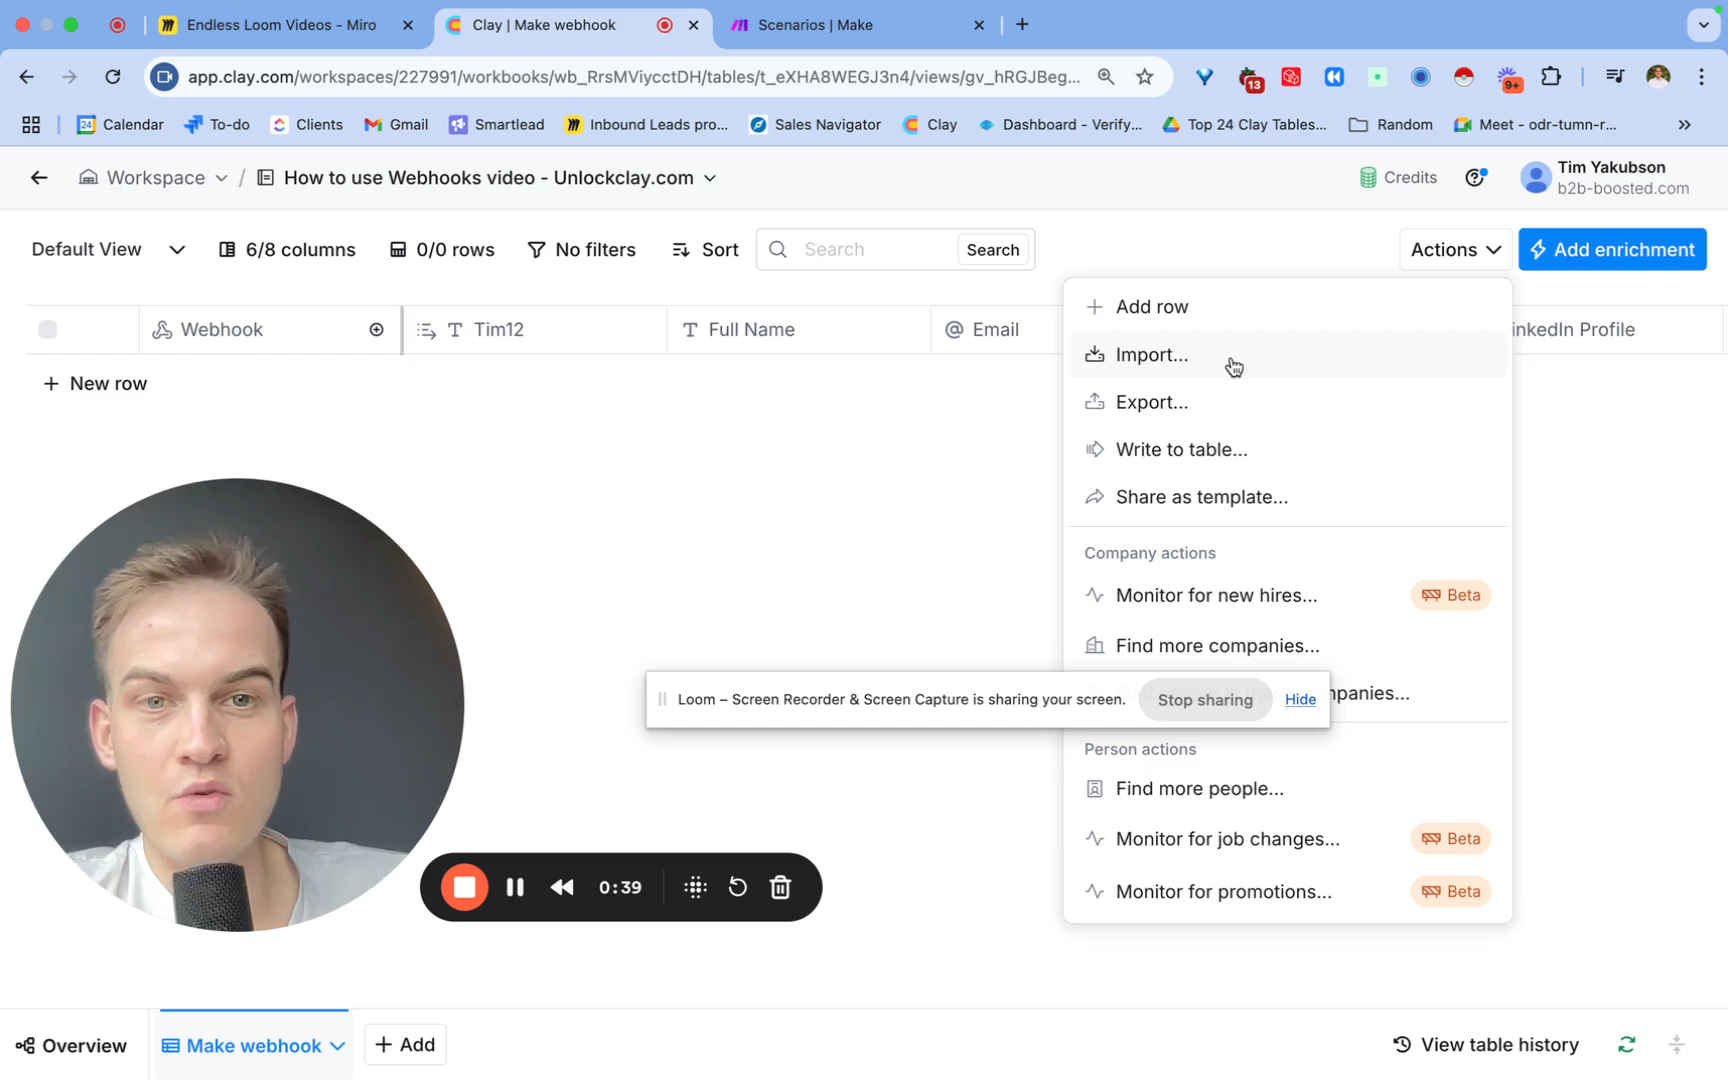 Endless Loom Videos - Miro
Clay | Make webhook
Scenarios | Make
app.clay.com/workspaces/227991/workbooks/wb_RrsMViycctDH/tables/t_eXHA8WEGJ3n4/views/gv_hRGJBeg...
13
9+
24 Calendar
To-do
Clients
Gmail
Smartlead
Inbound Leads pro...
Sales Navigator
Clay
Dashboard - Verify,...
Top 24 Clay Tables...
Random
Meet - odr-tumn-r...
Workspace / How to use Webhooks video - Unlockclay.com
Credits
Tim Yakubson
b2b-boosted.com
Default View
6/8 columns
0/0 rows
No filters
Sort
Search
Search
Actions
Add enrichment
Webhook
Tim12
Full Name
Email
inkedIn Profile
New row
Add row
Import...
Export...
Write to table...
Share as template...
Company actions
Monitor for new hires... Beta
Find more companies...
mpanies...
Loom – Screen Recorder & Screen Capture is sharing your screen. Stop sharing Hide
Person actions
Find more people...
Monitor for job changes... Beta
Monitor for promotions... Beta
0:39
Overview
Make webhook
Add
View table history